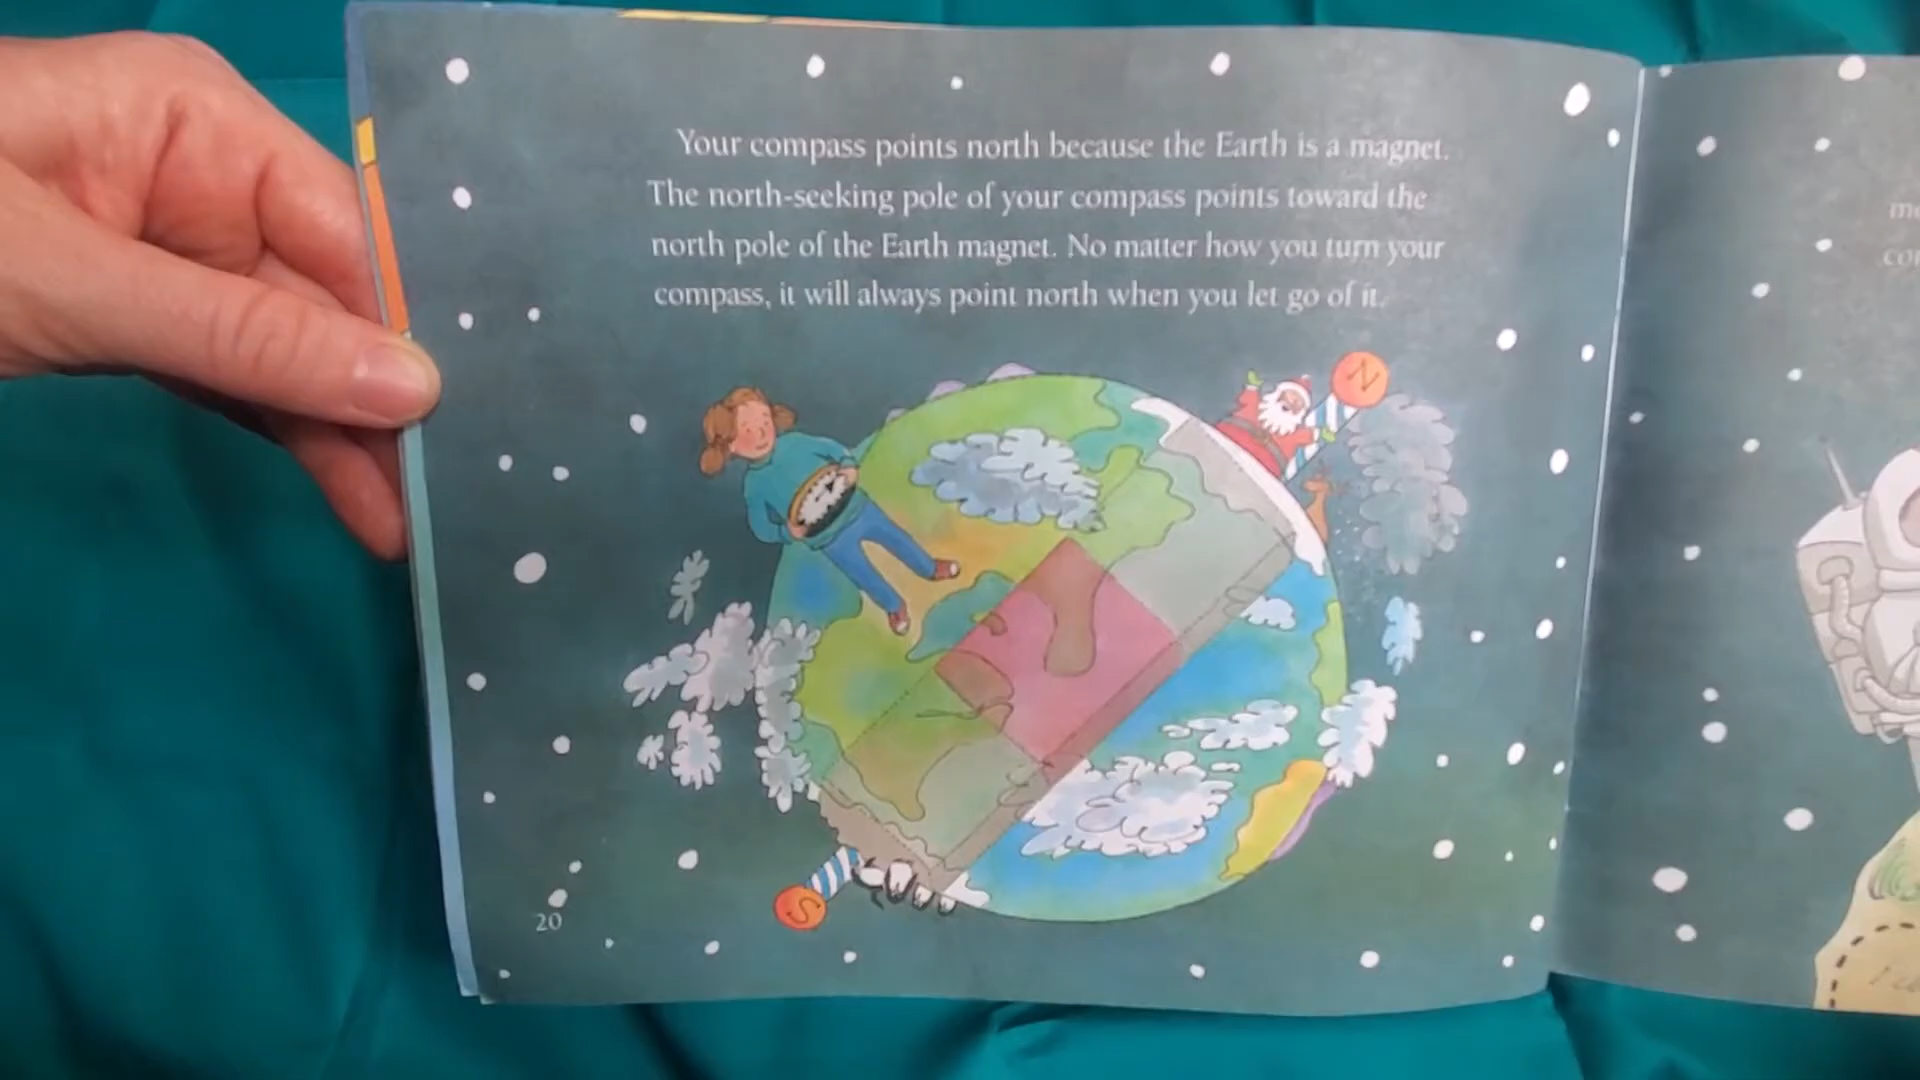 Your compass points north because the Earth is a magnet.
The north-seeking pole of your compass points toward the
north pole of the Earth magnet. No matter how you turn your
compass, it will always point north when you let go of it.
N
S
20